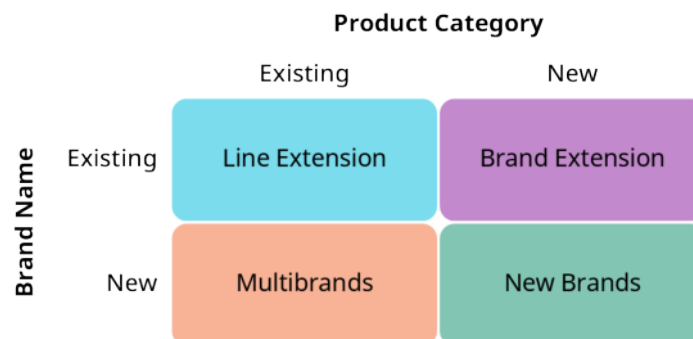 Product Category
Existing New
Brand Name
Existing Line Extension Brand Extension
New Multibrands New Brands